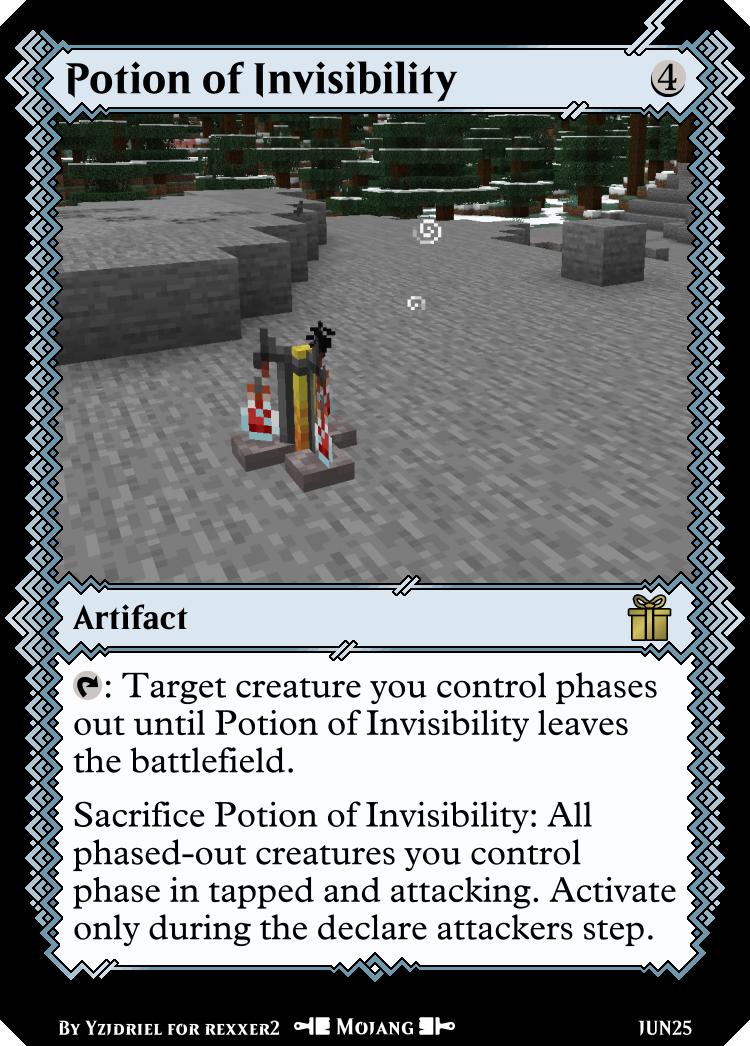 Potion of Invisibility 4
Artifact
: Target creature you control phases
out until Potion of Invisibility leaves
the battlefield.
Sacrifice Potion of Invisibility: All
phased-out creatures you control
phase in tapped and attacking. Activate
only during the declare attackers step.
By Yzjdriel for rexxer2 Mojang JUN25